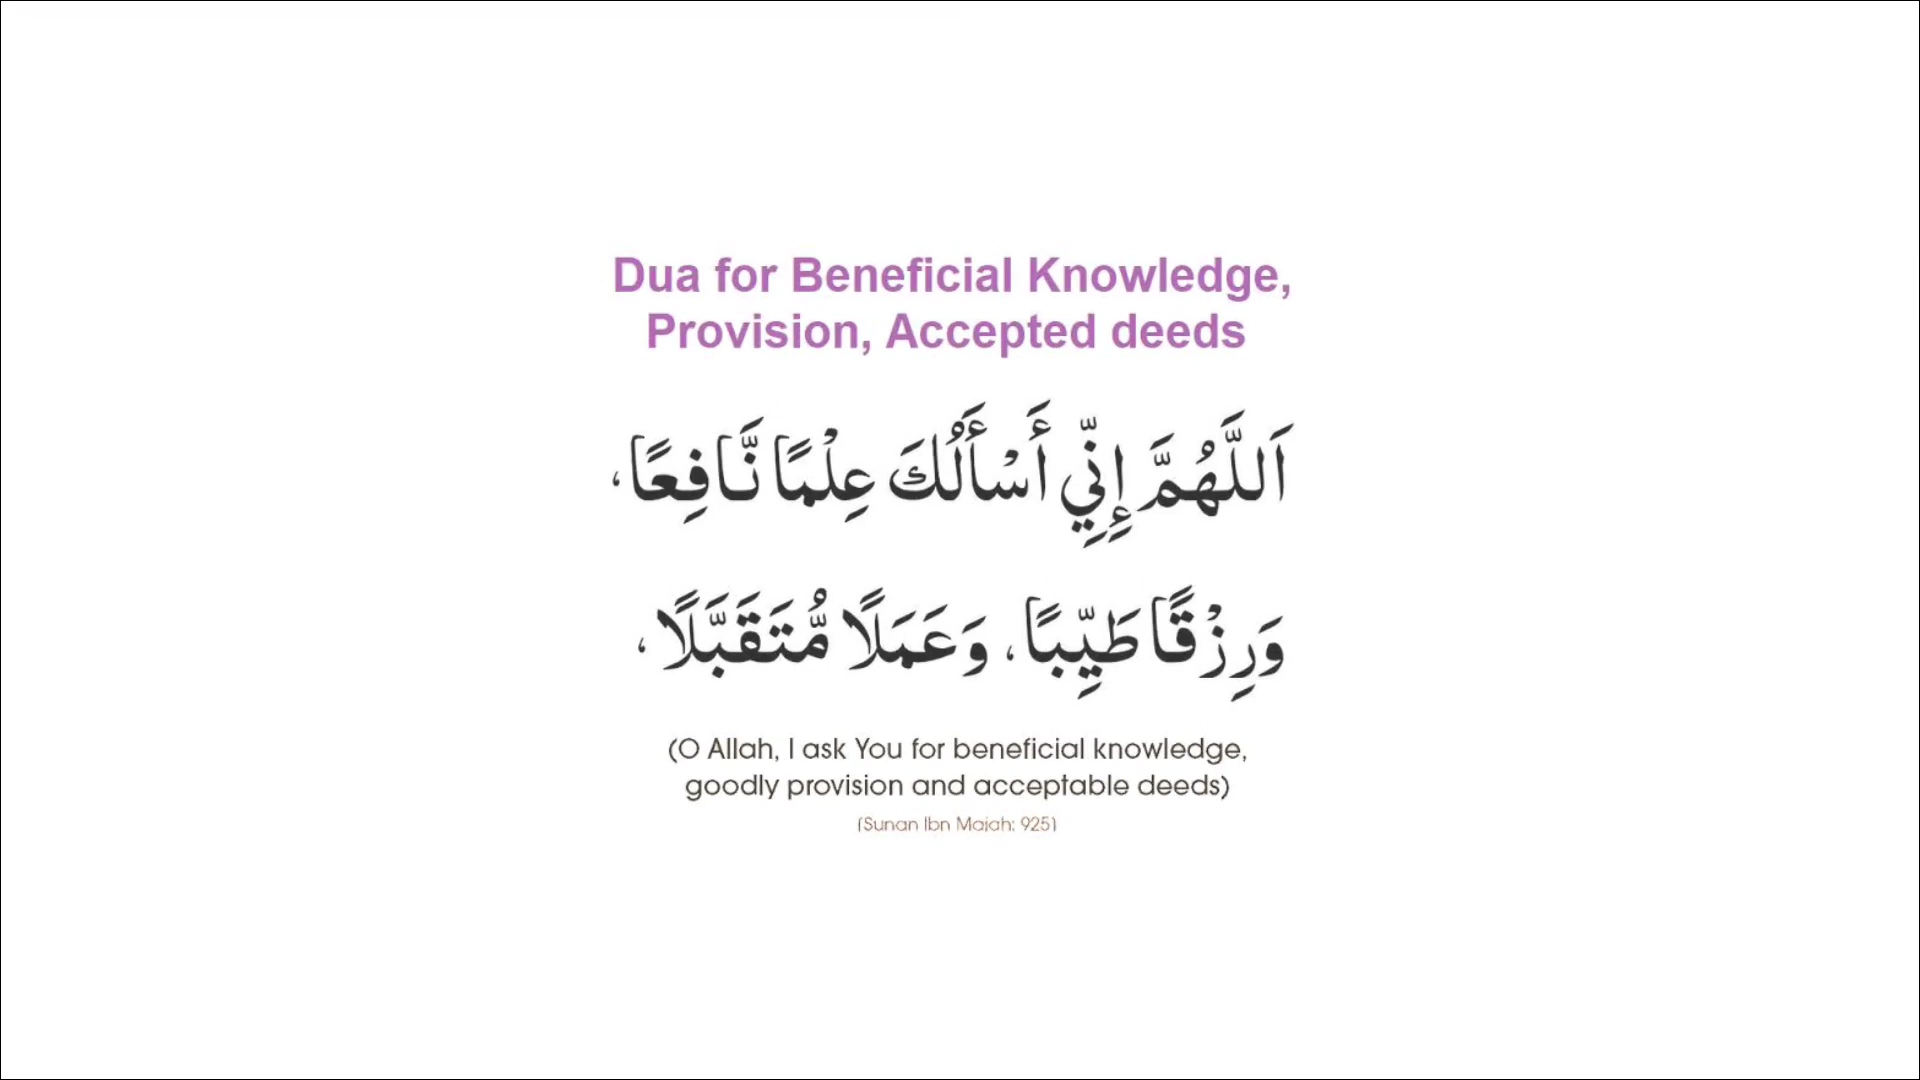 Dua for Beneficial Knowledge,
Provision, Accepted deeds
اَللَّهُمَّ إِنِّي أَسْأَلُكَ عِلْمًا نَّافِعًا،
وَرِزْقًا طَيِّبًا، وَعَمَلًا مُّتَقَبَّلًا،
(O Allah, I ask You for beneficial knowledge,
goodly provision and acceptable deeds)
(Sunan Ibn Majah: 925)